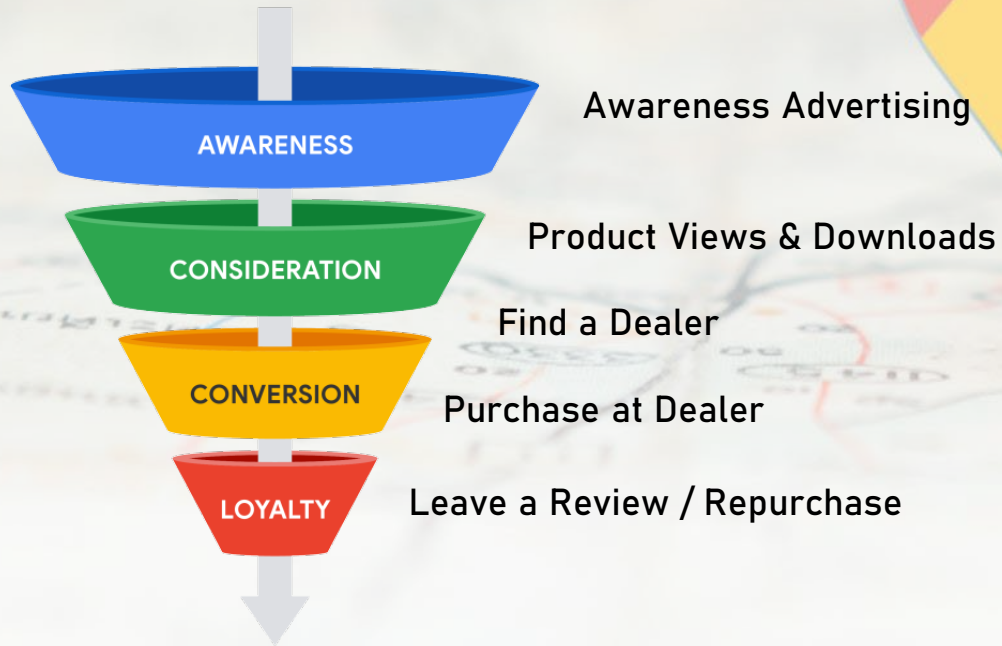 AWARENESS
Awareness Advertising
CONSIDERATION
Product Views & Downloads
Find a Dealer
CONVERSION
Purchase at Dealer
LOYALTY
Leave a Review / Repurchase